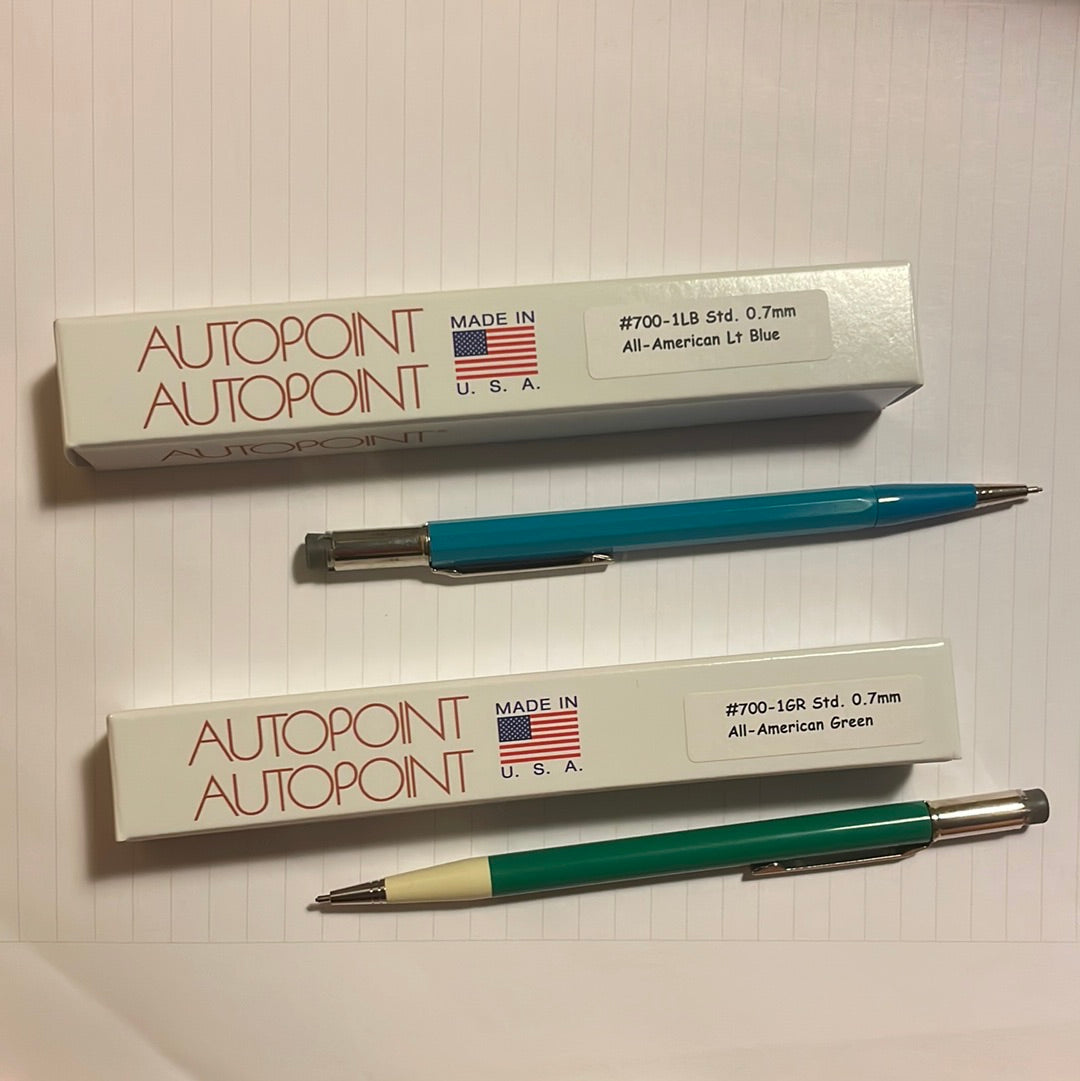 AUTOPOINT
AUTOPOINT
MADE IN
U. S. A.
#700-1LB Std. 0.7mm
All-American Lt Blue
AUTOPOINT
AUTOPOINT
AUTOPOINT
MADE IN
U. S. A.
#700-1GR Std. 0.7mm
All-American Green